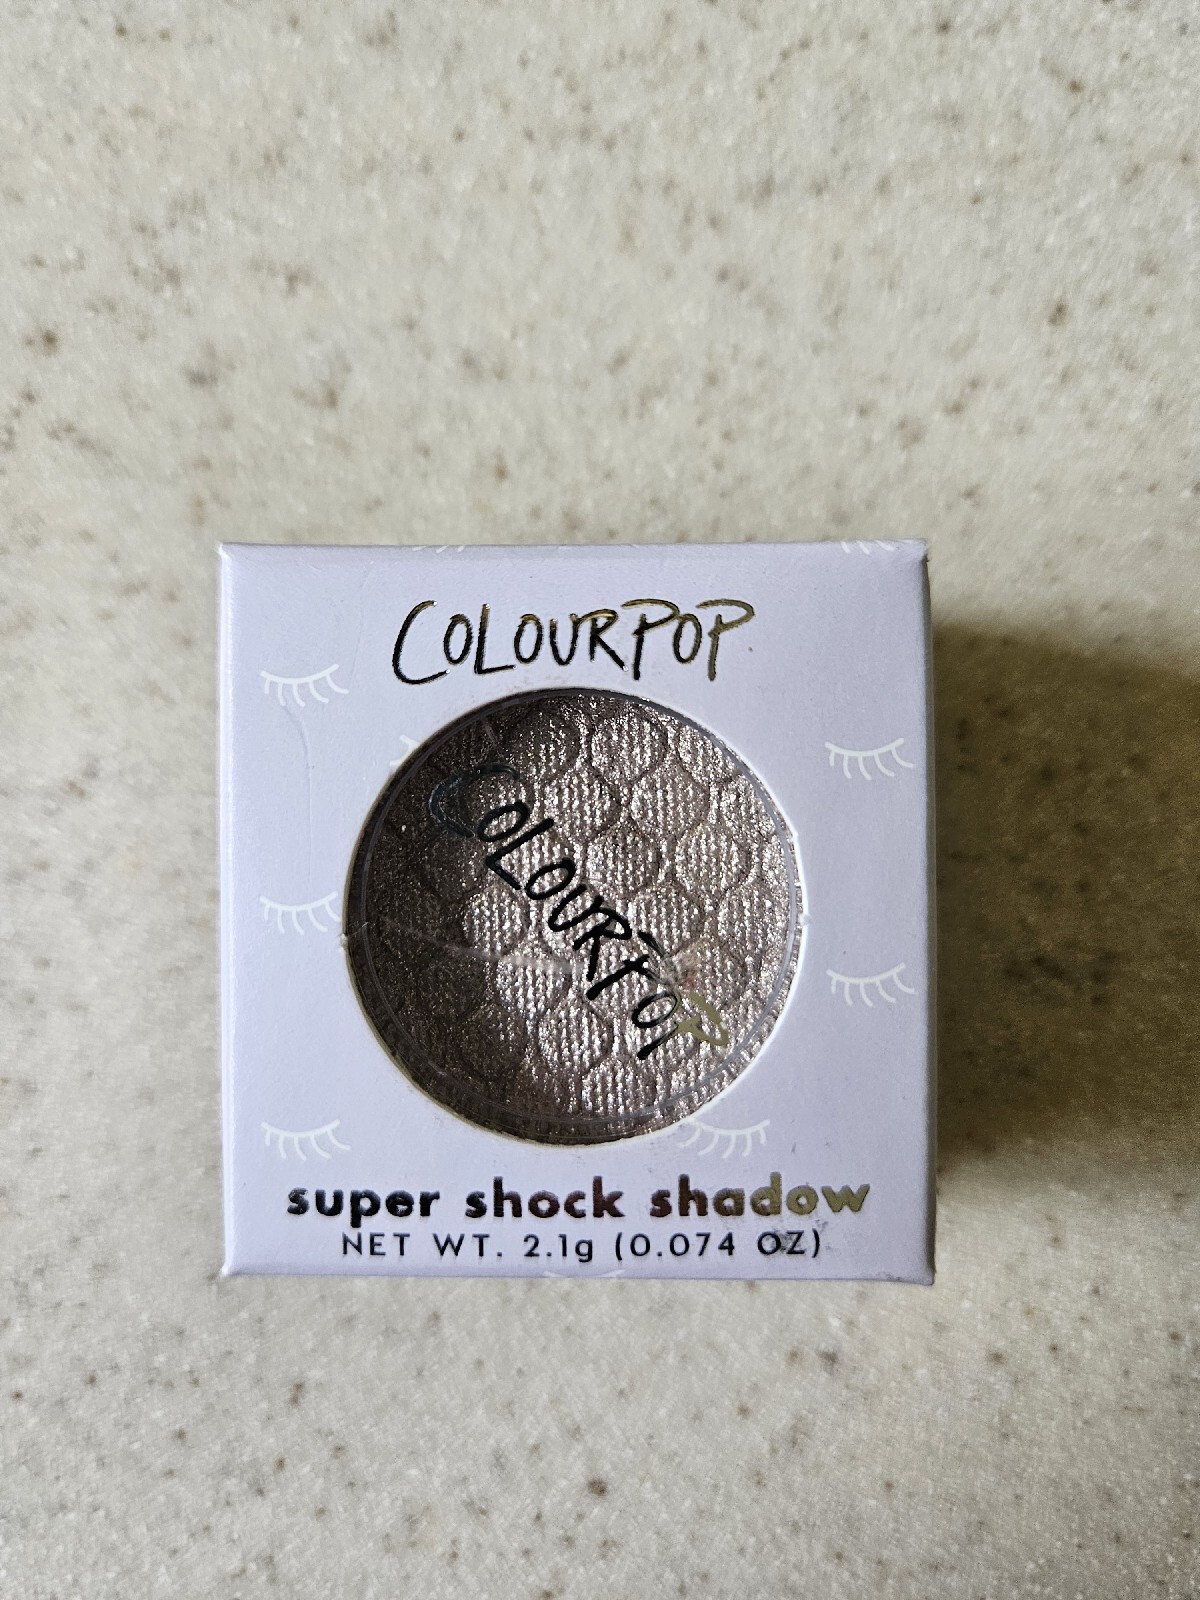 COLOURPOP
COLOURPOP
super shock shadow
NET WT. 2.1g (0.074 OZ)